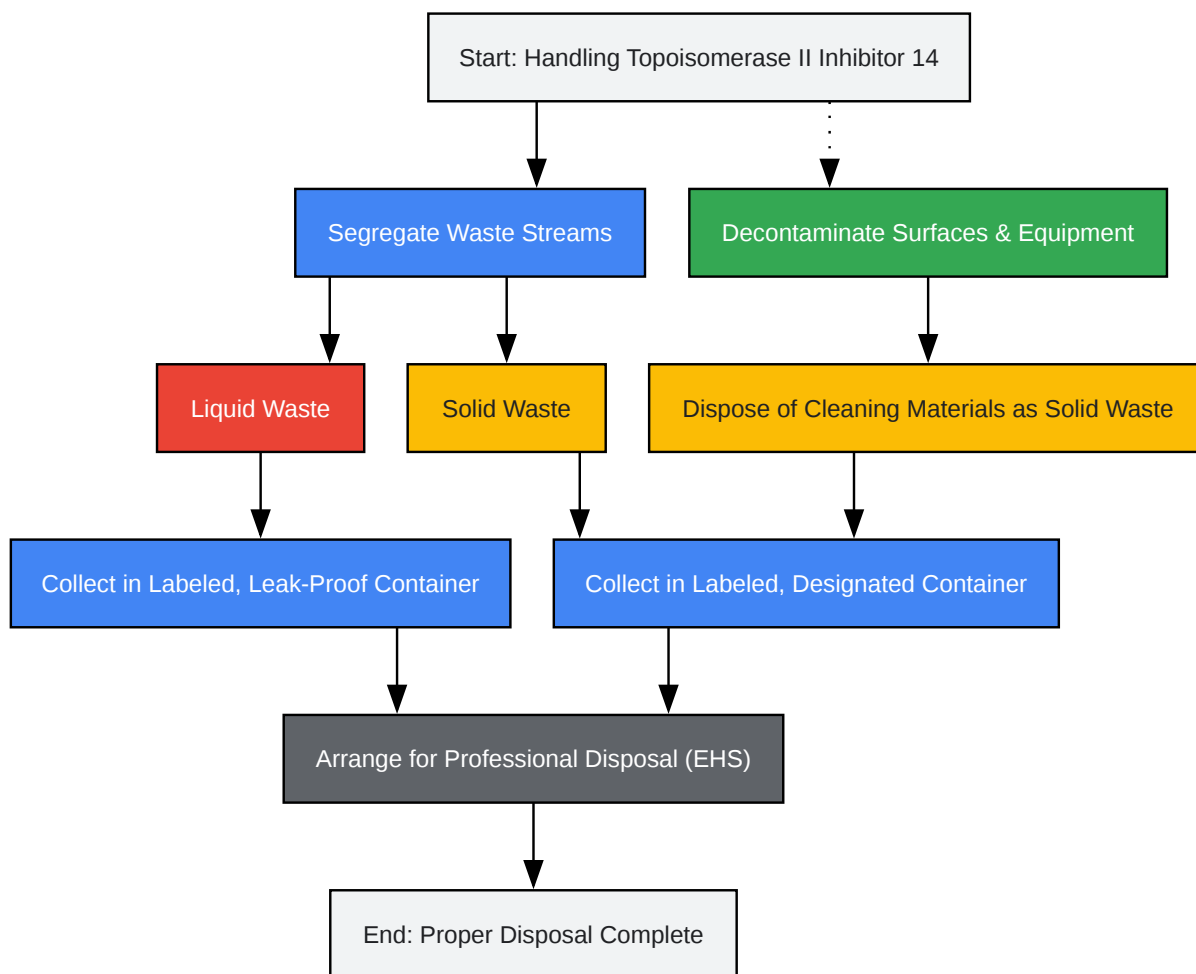 Start: Handling Topoisomerase II Inhibitor 14
Segregate Waste Streams
Decontaminate Surfaces & Equipment
Liquid Waste
Solid Waste
Dispose of Cleaning Materials as Solid Waste
Collect in Labeled, Leak-Proof Container
Collect in Labeled, Designated Container
Arrange for Professional Disposal (EHS)
End: Proper Disposal Complete